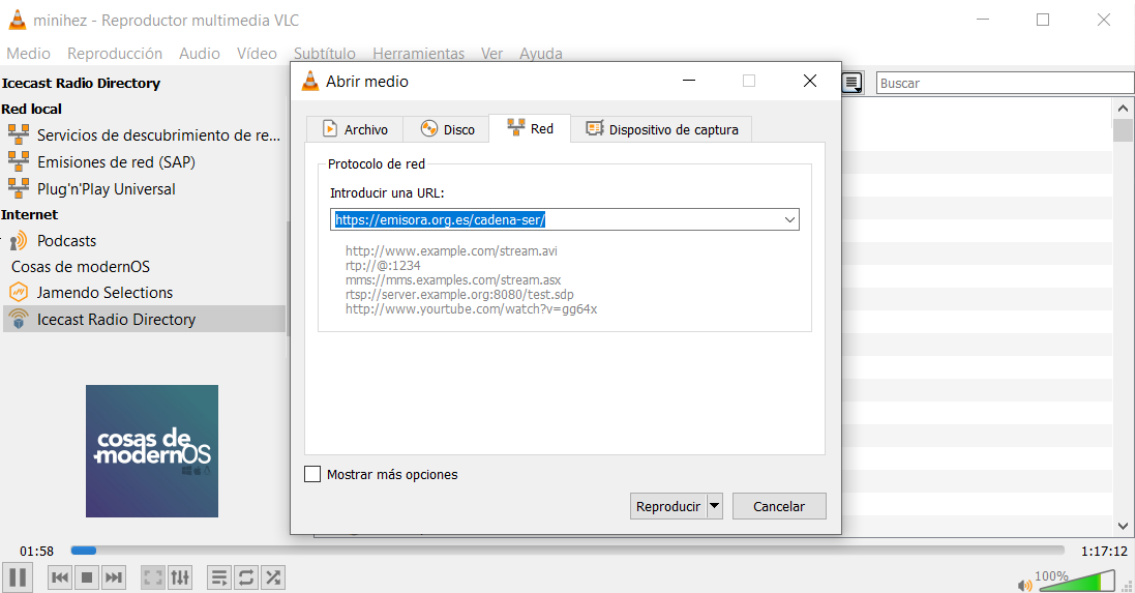 minihez - Reproductor multimedia VLC
Medio Reproducción Audio Vídeo Subtítulo Herramientas Ver Ayuda
Icecast Radio Directory
Red local
Servicios de descubrimiento de re...
Emisiones de red (SAP)
Plug'n'Play Universal
Internet
Podcasts
Cosas de modernOS
Jamendo Selections
Icecast Radio Directory
cosas de
modernOS
Abrir medio
Archivo Disco Red Dispositivo de captura
Protocolo de red
Introducir una URL:
https://emisora.org.es/cadena-ser/
http://www.example.com/stream.avi
rtp://@:1234
mms://mms.examples.com/stream.asx
rtsp://server.example.org:8080/test.sdp
http://www.yourtube.com/watch?v=gg64x
Mostrar más opciones
Reproducir Cancelar
Buscar
01:58 1:17:12
100%